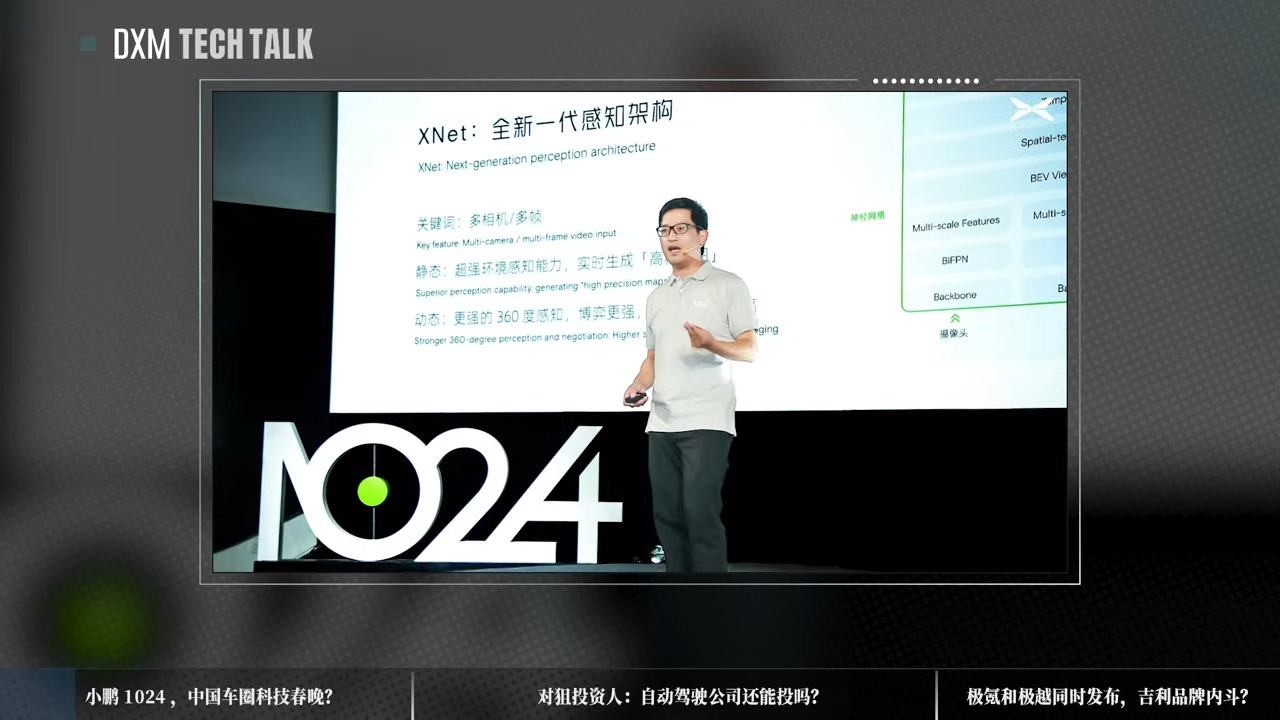 DXM TECH TALK
XNet：全新一代感知架构
XNet: Next-generation perception architecture
关键词：多相机/多帧
Key feature: Multi-camera / multi-frame video input
静态：超强环境感知能力，实时生成「高
Superior perception capability, generating "high precision maps
动态：更强的 360 度感知，博弈更强，
Stronger 360-degree perception and negotiation. Higher
神经网络
Spatial-te
BEV Vie
Multi-scale Features
Multi-s
BiFPN
Backbone
摄像头
1024
小鹏 1024，中国车圈科技春晚？
对狙投资人：自动驾驶公司还能投吗？
极氪和极越同时发布，吉利品牌内斗？